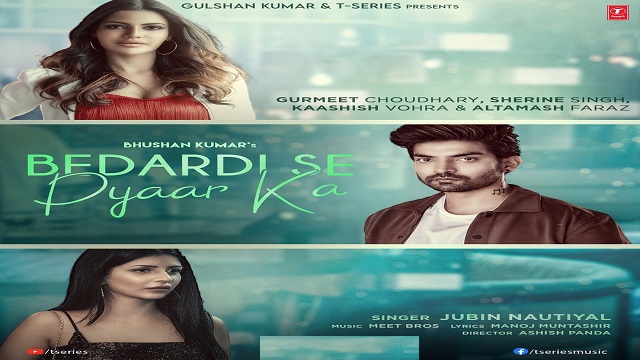 GULSHAN KUMAR & T-SERIES PRESENTS
T-SERIES
GURMEET CHOUDHARY, SHERINE SINGH,
KAASHISH VOHRA & ALTAMASH FARAZ
BHUSHAN KUMAR's
BEDARDI SE
Pyaar Ka
SINGER JUBIN NAUTIYAL
MUSIC MEET BROS LYRICS MANOJ MUNTASHIR
DIRECTOR ASHISH PANDA
/tseries
/tseriesmusic